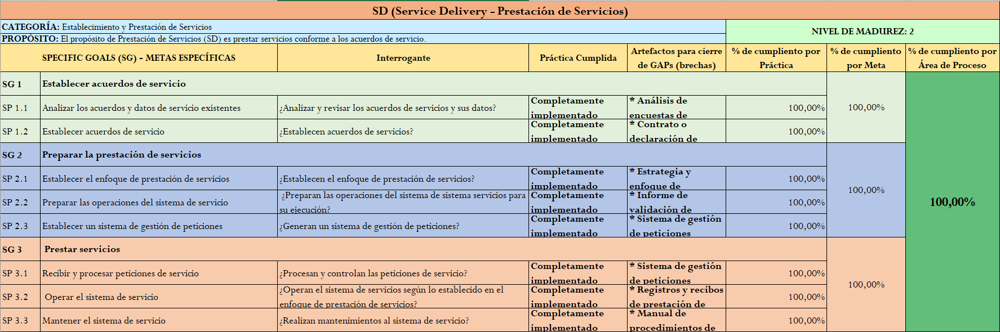 SD (Service Delivery - Prestación de Servicios)
CATEGORÍA: Establecimiento y Prestación de Servicios
NIVEL DE MADUREZ: 2
PROPÓSITO: El propósito de Prestación de Servicios (SD) es prestar servicios conforme a los acuerdos de servicio.
SPECIFIC GOALS (SG) - METAS ESPECÍFICAS
Interrogante
Práctica Cumplida
Artefactos para cierre
de GAPs (brechas)
% de cumpliento por
Práctica
% de cumpliento
por Meta
% de cumpliento por
Área de Proceso
SG 1
Establecer acuerdos de servicio
SP 1.1
Analizar los acuerdos y datos de servicio existentes
¿Analizar y revisar los acuerdos de servicios y sus datos?
Completamente
implementado
* Análisis de
encuestas de
100,00%
100,00%
SP 1.2
Establecer acuerdos de servicio
¿Establecen acuerdos de servicios?
Completamente
implementado
* Contrato o
declaración de
100,00%
SG 2
Preparar la prestación de servicios
SP 2.1
Establecer el enfoque de prestación de servicios
¿Establecen el enfoque de prestación de servicios?
Completamente
implementado
* Estrategia y
enfoque de
100,00%
100,00%
SP 2.2
Preparar las operaciones del sistema de servicio
¿Preparan las operaciones del sistema de sistema servicios para
su ejecución?
Completamente
implementado
* Informe de
validación de
100,00%
100,00%
SP 2.3
Establecer un sistema de gestión de peticiones
¿Generan un sistema de gestión de peticiones?
Completamente
implementado
* Sistema de gestión
de peticiones
100,00%
SG 3
Prestar servicios
SP 3.1
Recibir y procesar peticiones de servicio
¿Procesan y controlan las peticiones de servicio?
Completamente
implementado
* Sistema de gestión
de peticiones
100,00%
100,00%
SP 3.2
Operar el sistema de servicio
¿Operan el sistema de servicios según lo establecido en el
enfoque de prestación de servicios?
Completamente
implementado
* Registros y recibos
de prestación de
100,00%
SP 3.3
Mantener el sistema de servicio
¿Realizan mantenimientos al sistema de servicio?
Completamente
implementado
* Manual de
procedimientos de
100,00%